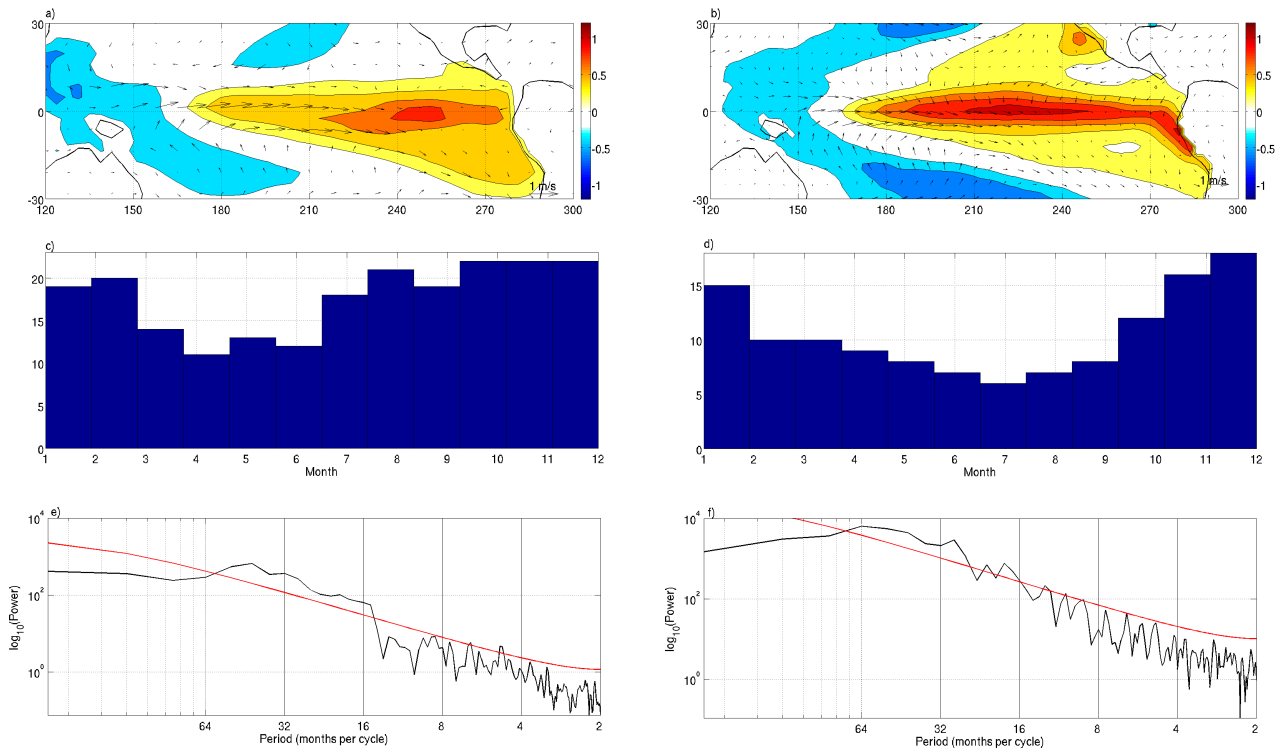 a)
b)
30
0
-30
120 150 180 210 240 270 300
1 m/s
1
0.5
0
-0.5
-1
30
0
-30
120 150 180 210 240 270 300
1 m/s
1
0.5
0
-0.5
-1
c)
20
15
10
5
0
1 2 3 4 5 6 7 8 9 10 11 12
Month
d)
15
10
5
0
1 2 3 4 5 6 7 8 9 10 11 12
Month
e)
10^4
10^2
10^0
log10(Power)
64 32 16 8 4 2
Period (months per cycle)
f)
10^4
10^2
10^0
log10(Power)
64 32 16 8 4 2
Period (months per cycle)